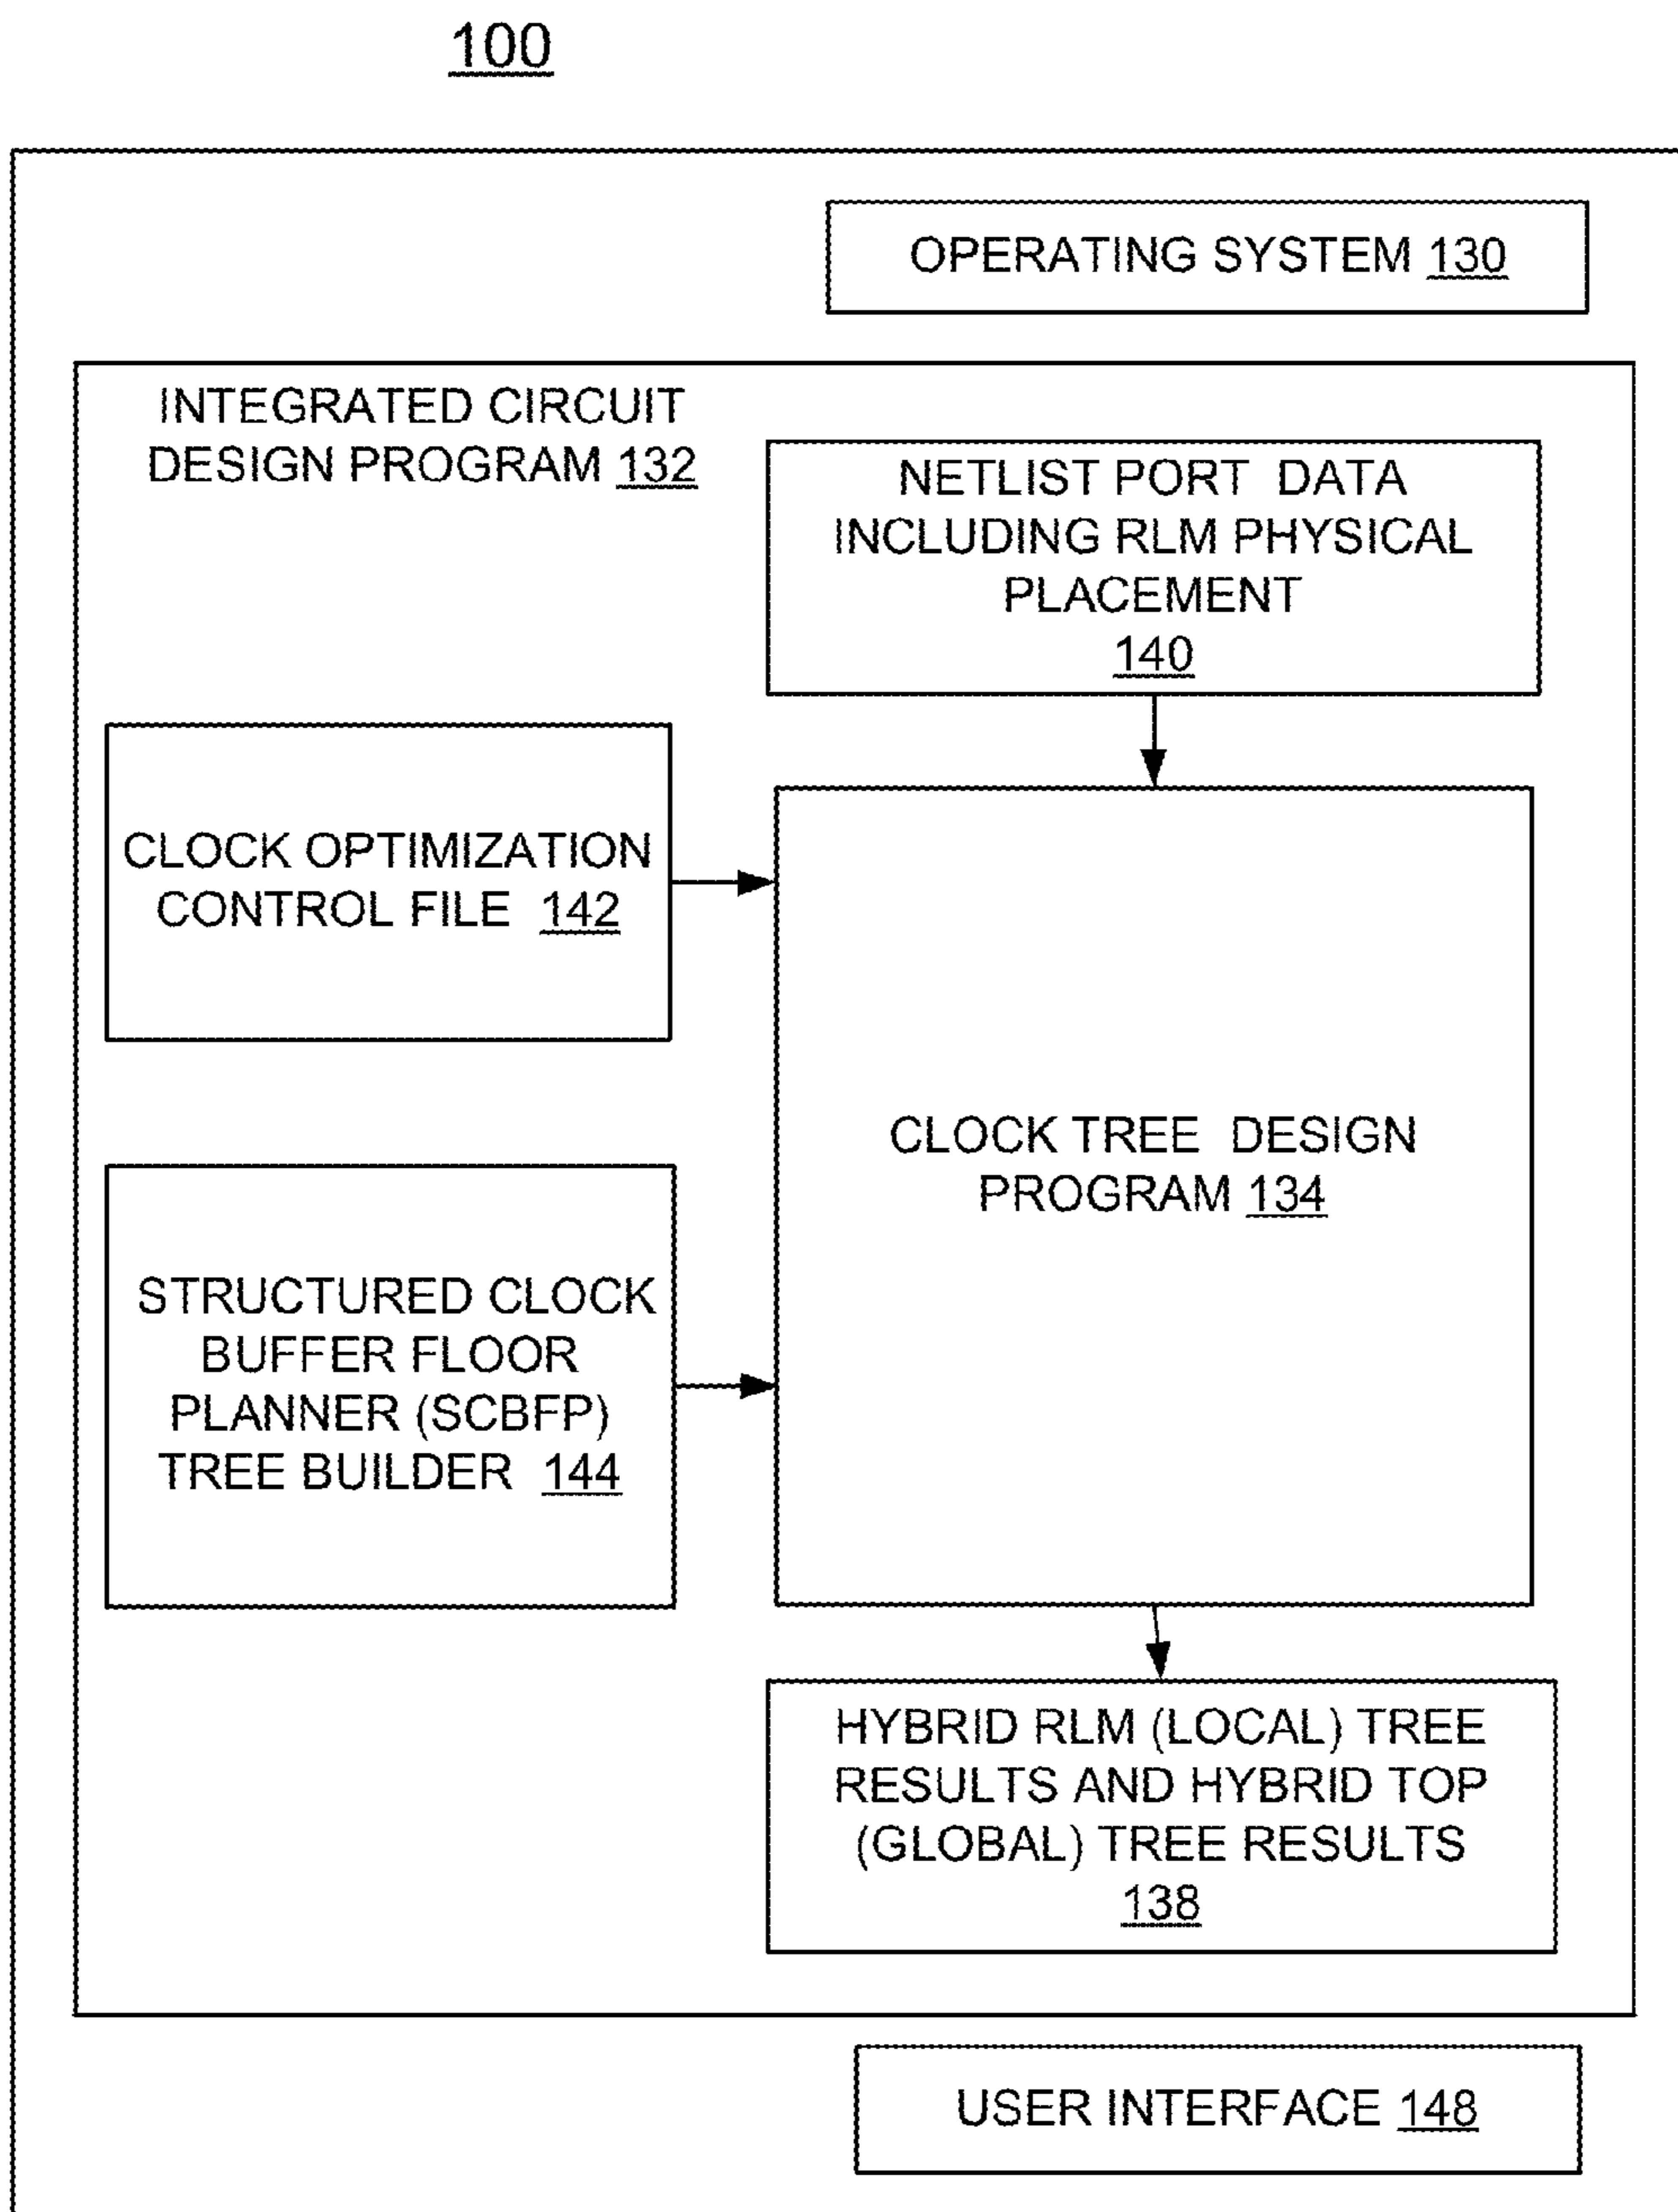 100
OPERATING SYSTEM 130
INTEGRATED CIRCUIT
DESIGN PROGRAM 132
NETLIST PORT DATA
INCLUDING RLM PHYSICAL
PLACEMENT
140
CLOCK OPTIMIZATION
CONTROL FILE 142
CLOCK TREE DESIGN
PROGRAM 134
STRUCTURED CLOCK
BUFFER FLOOR
PLANNER (SCBFP)
TREE BUILDER 144
HYBRID RLM (LOCAL) TREE
RESULTS AND HYBRID TOP
(GLOBAL) TREE RESULTS
138
USER INTERFACE 148